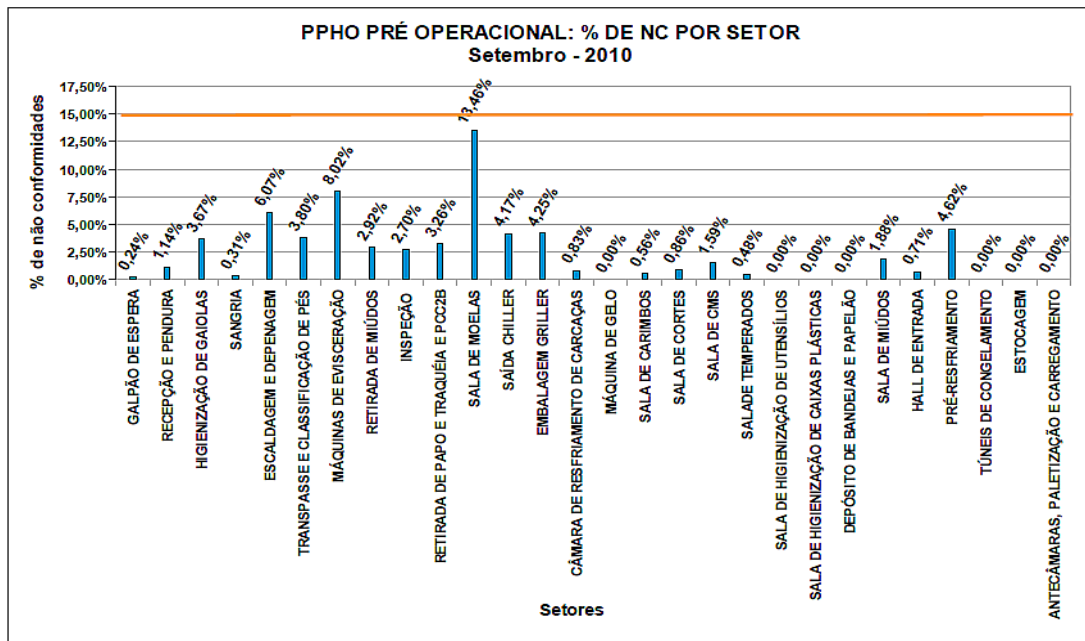 PPHO PRÉ OPERACIONAL: % DE NC POR SETOR
Setembro - 2010
% de não conformidades
17,50%
15,00%
12,50%
10,00%
7,50%
5,00%
2,50%
0,00%
0,24%
1,14%
3,67%
0,31%
6,07%
3,80%
8,02%
2,92%
2,70%
3,26%
13,46%
4,17%
4,25%
0,83%
0,00%
0,56%
0,86%
1,59%
0,48%
0,00%
0,00%
0,00%
1,88%
0,71%
4,62%
0,00%
0,00%
0,00%
GALPÃO DE ESPERA
RECEPÇÃO E PENDURA
HIGIENIZAÇÃO DE GAIOLAS
SANGRIA
ESCALDAGEM E DEPENAGEM
TRANSPASSE E CLASSIFICAÇÃO DE PÉS
MÁQUINAS DE EVISCERAÇÃO
RETIRADA DE MIÚDOS
INSPEÇÃO
RETIRADA DE PAPO E TRAQUÉIA E PCC2B
SALA DE MOELAS
SAÍDA CHILLER
EMBALAGEM GRILLER
CÂMARA DE RESFRIAMENTO DE CARCAÇAS
MÁQUINA DE GELO
SALA DE CARIMBOS
SALA DE CORTES
SALA DE CMS
SALADE TEMPERADOS
SALA DE HIGIENIZAÇÃO DE UTENSÍLIOS
SALA DE HIGIENIZAÇÃO DE CAIXAS PLÁSTICAS
DEPÓSITO DE BANDEJAS E PAPELÃO
SALA DE MIÚDOS
HALL DE ENTRADA
PRÉ-RESFRIAMENTO
TÚNEIS DE CONGELAMENTO
ESTOCAGEM
ANTECÂMARAS, PALETIZAÇÃO E CARREGAMENTO
Setores